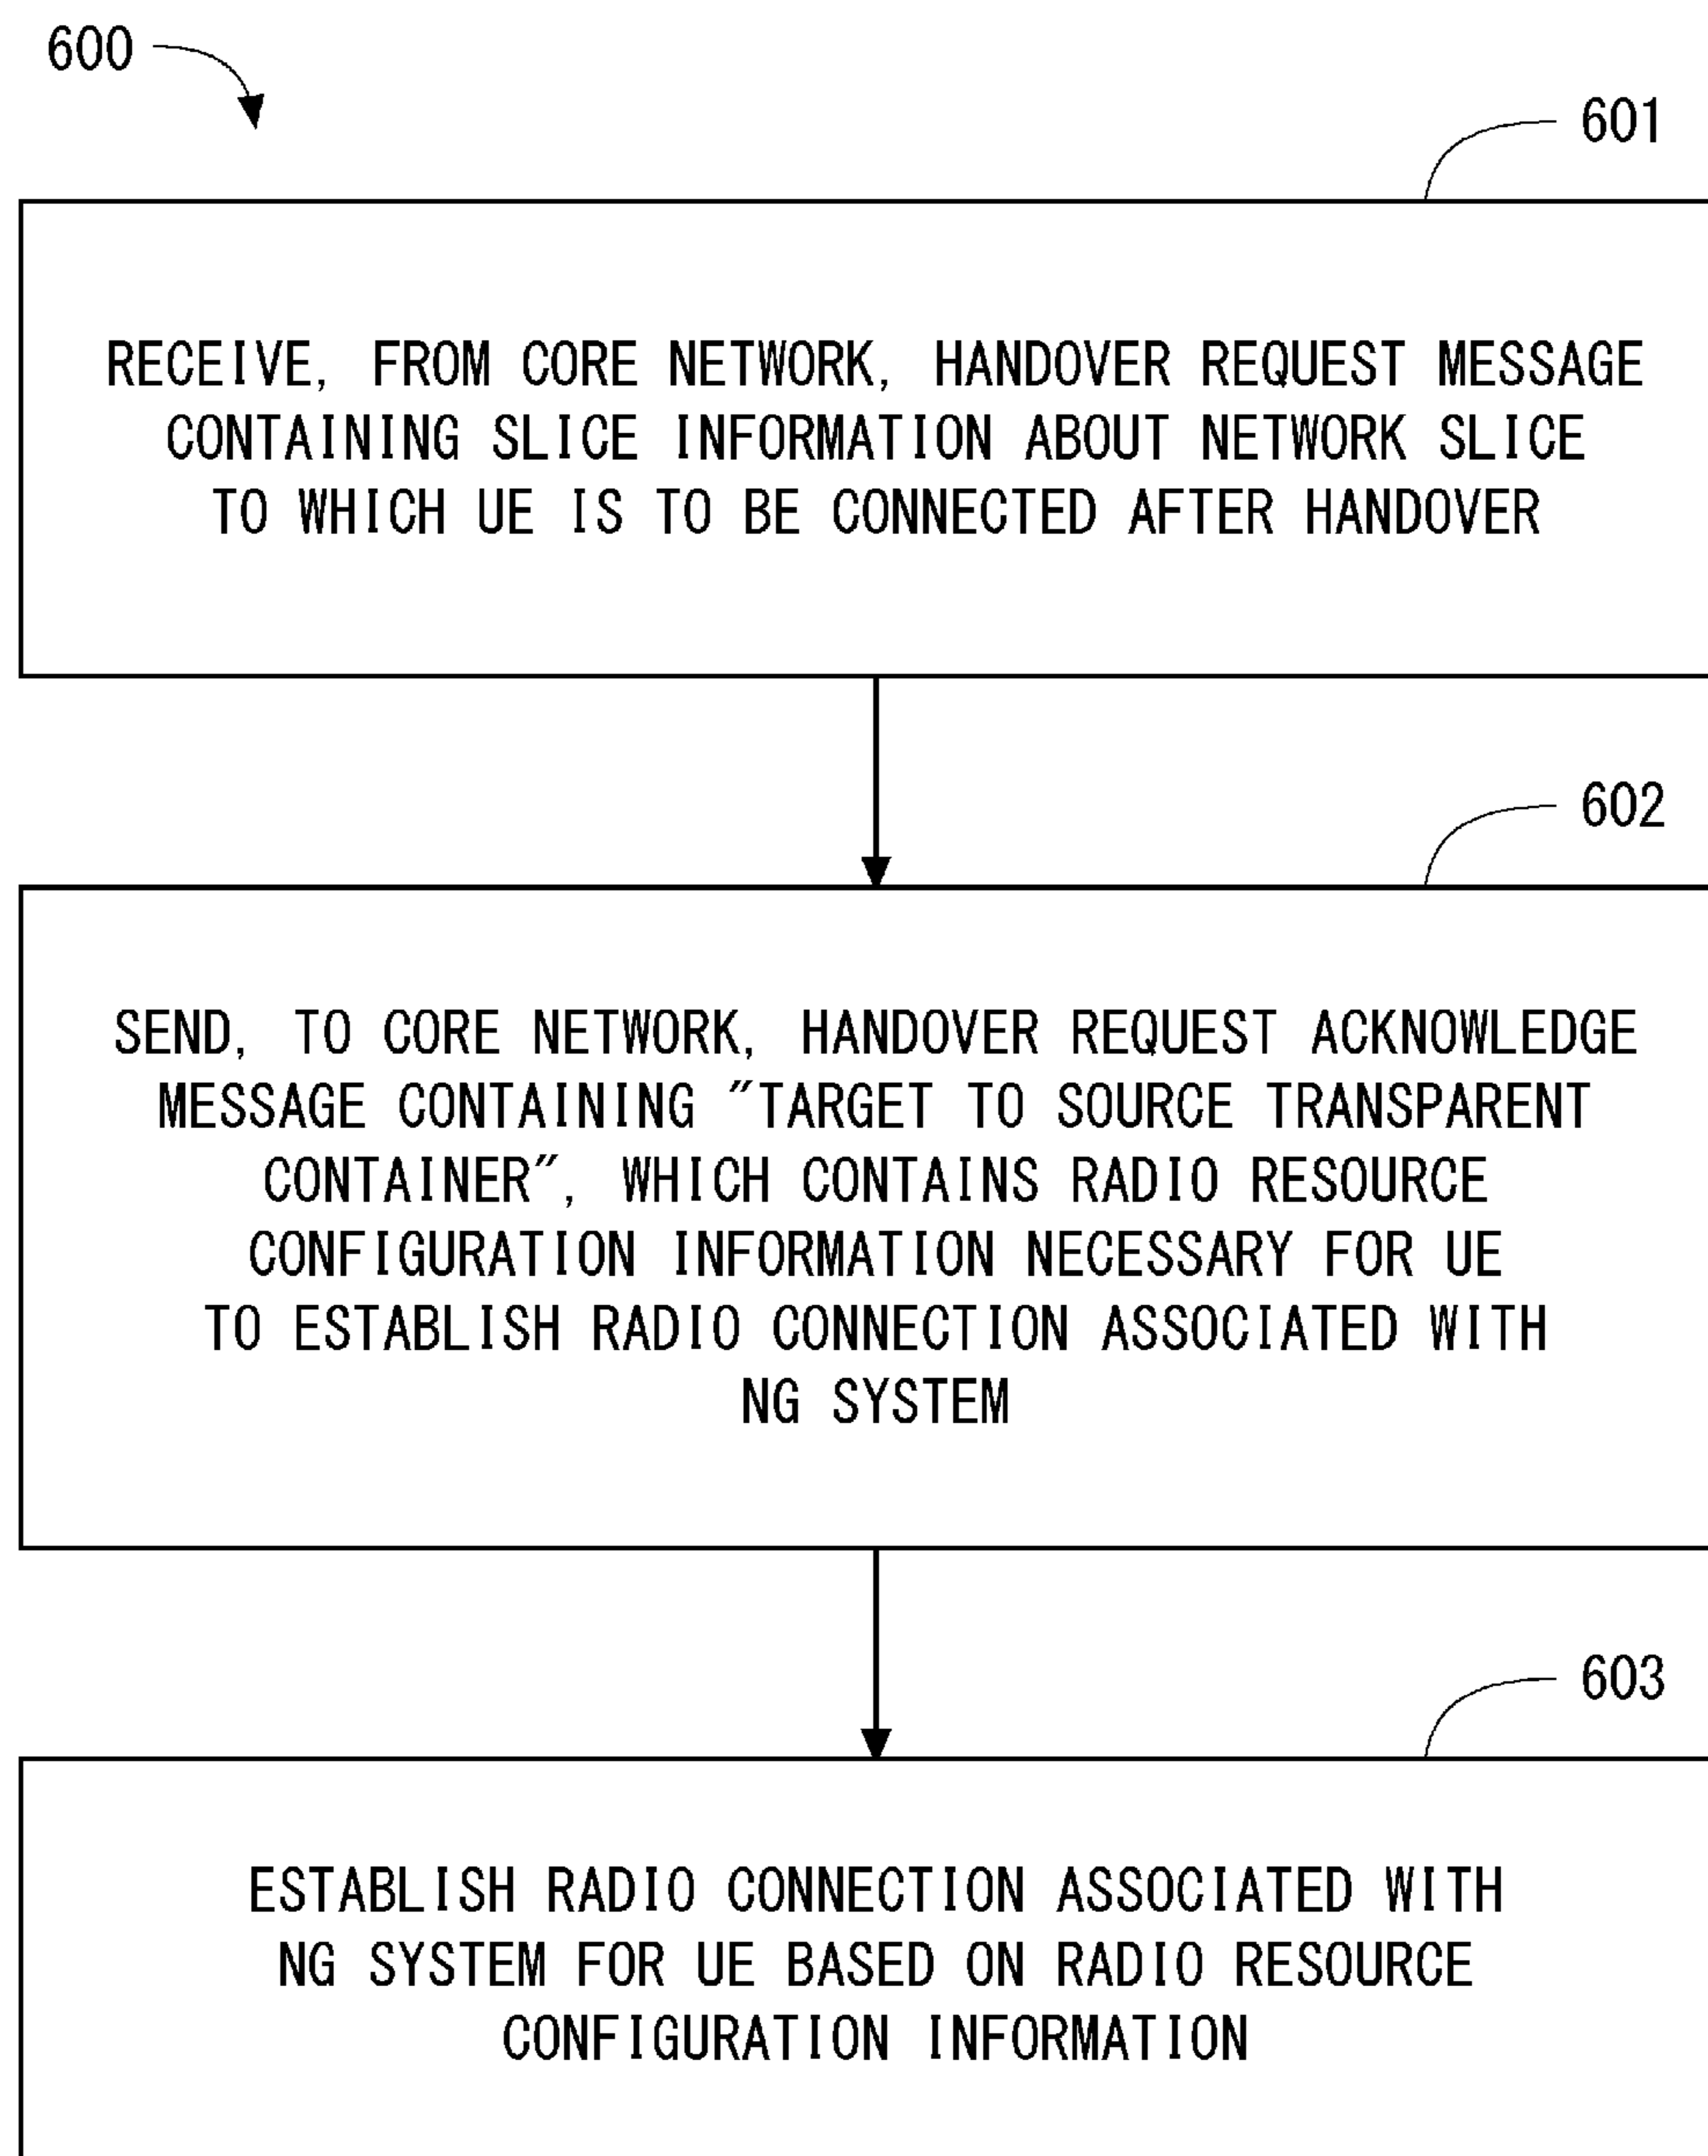 600
601
RECEIVE, FROM CORE NETWORK, HANDOVER REQUEST MESSAGE
CONTAINING SLICE INFORMATION ABOUT NETWORK SLICE
TO WHICH UE IS TO BE CONNECTED AFTER HANDOVER
602
SEND, TO CORE NETWORK, HANDOVER REQUEST ACKNOWLEDGE
MESSAGE CONTAINING "TARGET TO SOURCE TRANSPARENT
CONTAINER", WHICH CONTAINS RADIO RESOURCE
CONFIGURATION INFORMATION NECESSARY FOR UE
TO ESTABLISH RADIO CONNECTION ASSOCIATED WITH
NG SYSTEM
603
ESTABLISH RADIO CONNECTION ASSOCIATED WITH
NG SYSTEM FOR UE BASED ON RADIO RESOURCE
CONFIGURATION INFORMATION